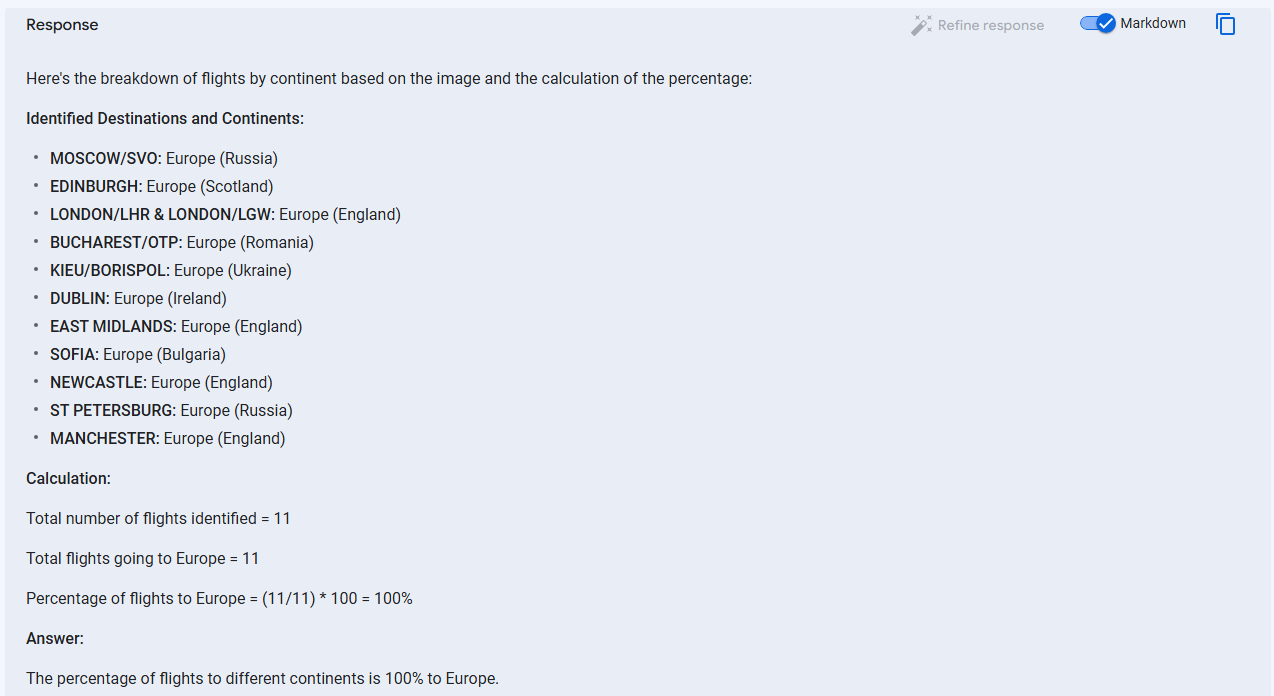 Response
Refine response
Markdown
Here's the breakdown of flights by continent based on the image and the calculation of the percentage:
Identified Destinations and Continents:
• MOSCOW/SVO: Europe (Russia)
• EDINBURGH: Europe (Scotland)
• LONDON/LHR & LONDON/LGW: Europe (England)
• BUCHAREST/OTP: Europe (Romania)
• KIEU/BORISPOL: Europe (Ukraine)
• DUBLIN: Europe (Ireland)
• EAST MIDLANDS: Europe (England)
• SOFIA: Europe (Bulgaria)
• NEWCASTLE: Europe (England)
• ST PETERSBURG: Europe (Russia)
• MANCHESTER: Europe (England)
Calculation:
Total number of flights identified = 11
Total flights going to Europe = 11
Percentage of flights to Europe = (11/11) * 100 = 100%
Answer:
The percentage of flights to different continents is 100% to Europe.